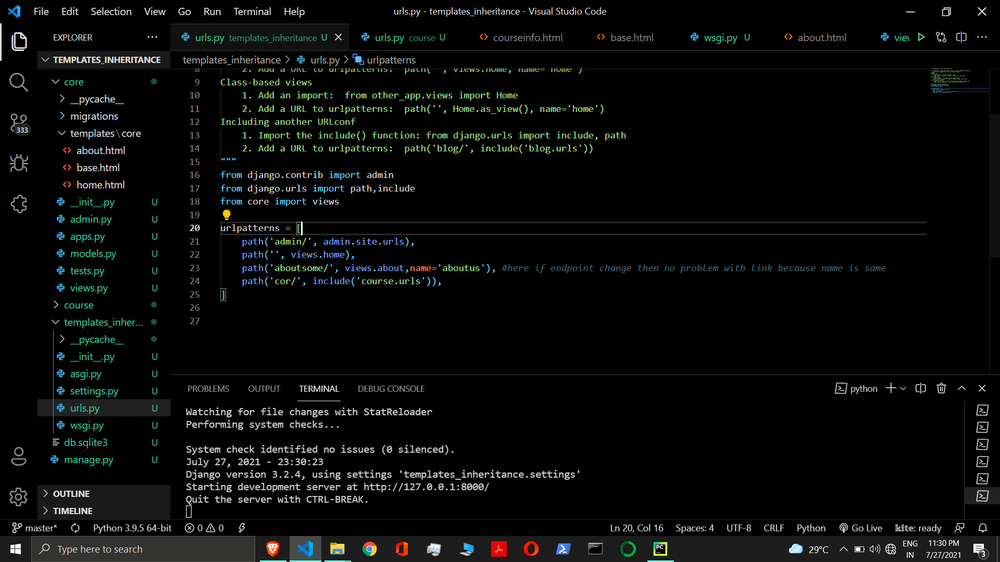 File Edit Selection View Go Run Terminal Help
urls.py - templates_inheritance - Visual Studio Code
EXPLORER
urls.py templates_inheritance U
urls.py course U
courseinfo.html
base.html
wsgi.py U
about.html
TEMPLATES_INHERITANCE
templates_inheritance > urls.py > urlpatterns
core
__pycache__
migrations
templates\core
about.html
base.html
home.html
__init__.py U
admin.py U
apps.py U
models.py U
tests.py U
views.py U
course
templates_inher...
__pycache__
__init__.py U
asgi.py U
settings.py U
urls.py U
wsgi.py U
db.sqlite3 U
manage.py U
OUTLINE
TIMELINE
333
8 2. Add a URL to urlpatterns: path('', views.home, name='home')
9 Class-based views
10 1. Add an import: from other_app.views import Home
11 2. Add a URL to urlpatterns: path('', Home.as_view(), name='home')
12 Including another URLconf
13 1. Import the include() function: from django.urls import include, path
14 2. Add a URL to urlpatterns: path('blog/', include('blog.urls'))
15 """
16 from django.contrib import admin
17 from django.urls import path,include
18 from core import views
19
20 urlpatterns = [
21 path('admin/', admin.site.urls),
22 path('', views.home),
23 path('aboutsome/', views.about,name='aboutus'), #here if endpoint change then no problem with link because name is same
24 path('cor/', include('course.urls')),
25 ]
26
27
PROBLEMS OUTPUT TERMINAL DEBUG CONSOLE
python
Watching for file changes with StatReloader
Performing system checks...
System check identified no issues (0 silenced).
July 27, 2021 - 23:30:23
Django version 3.2.4, using settings 'templates_inheritance.settings'
Starting development server at http://127.0.0.1:8000/
Quit the server with CTRL-BREAK.
master* Python 3.9.5 64-bit 0 0 Ln 20, Col 16 Spaces: 4 UTF-8 CRLF Python Go Live kite: ready
Type here to search
PC
29°C
ENG
IN
11:30 PM
7/27/2021
3